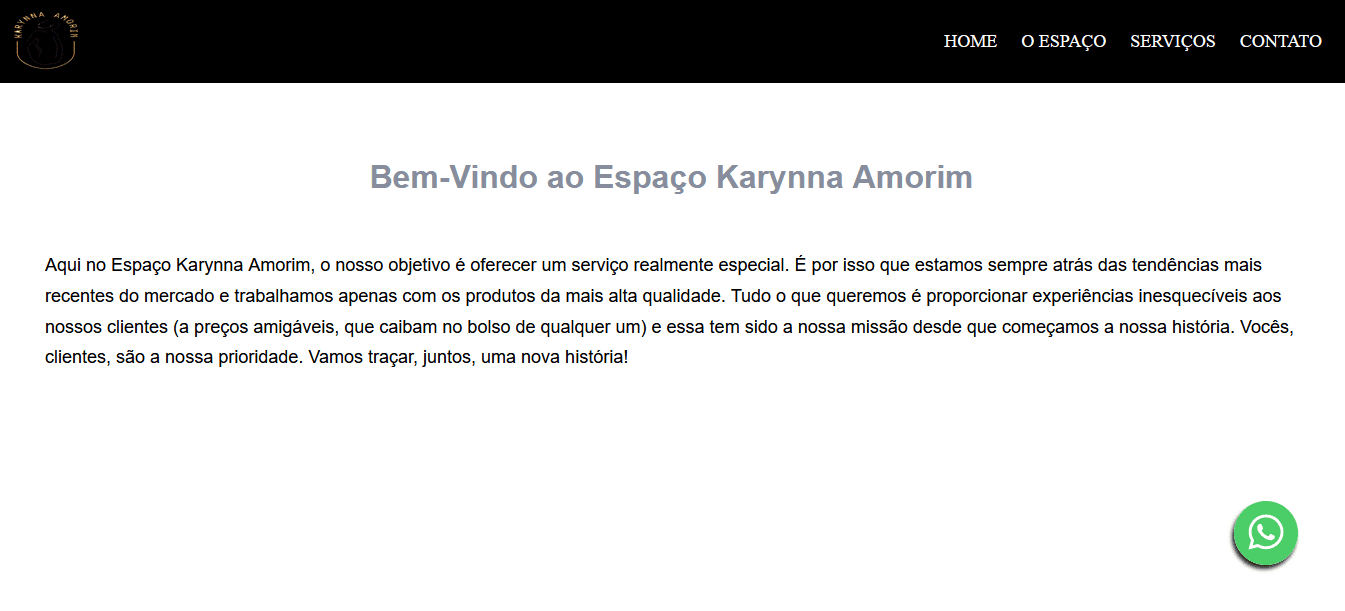 KARYNNA AMORIM
HOME O ESPAÇO SERVIÇOS CONTATO
Bem-Vindo ao Espaço Karynna Amorim
Aqui no Espaço Karynna Amorim, o nosso objetivo é oferecer um serviço realmente especial. É por isso que estamos sempre atrás das tendências mais
recentes do mercado e trabalhamos apenas com os produtos da mais alta qualidade. Tudo o que queremos é proporcionar experiências inesquecíveis aos
nossos clientes (a preços amigáveis, que caibam no bolso de qualquer um) e essa tem sido a nossa missão desde que começamos a nossa história. Vocês,
clientes, são a nossa prioridade. Vamos traçar, juntos, uma nova história!